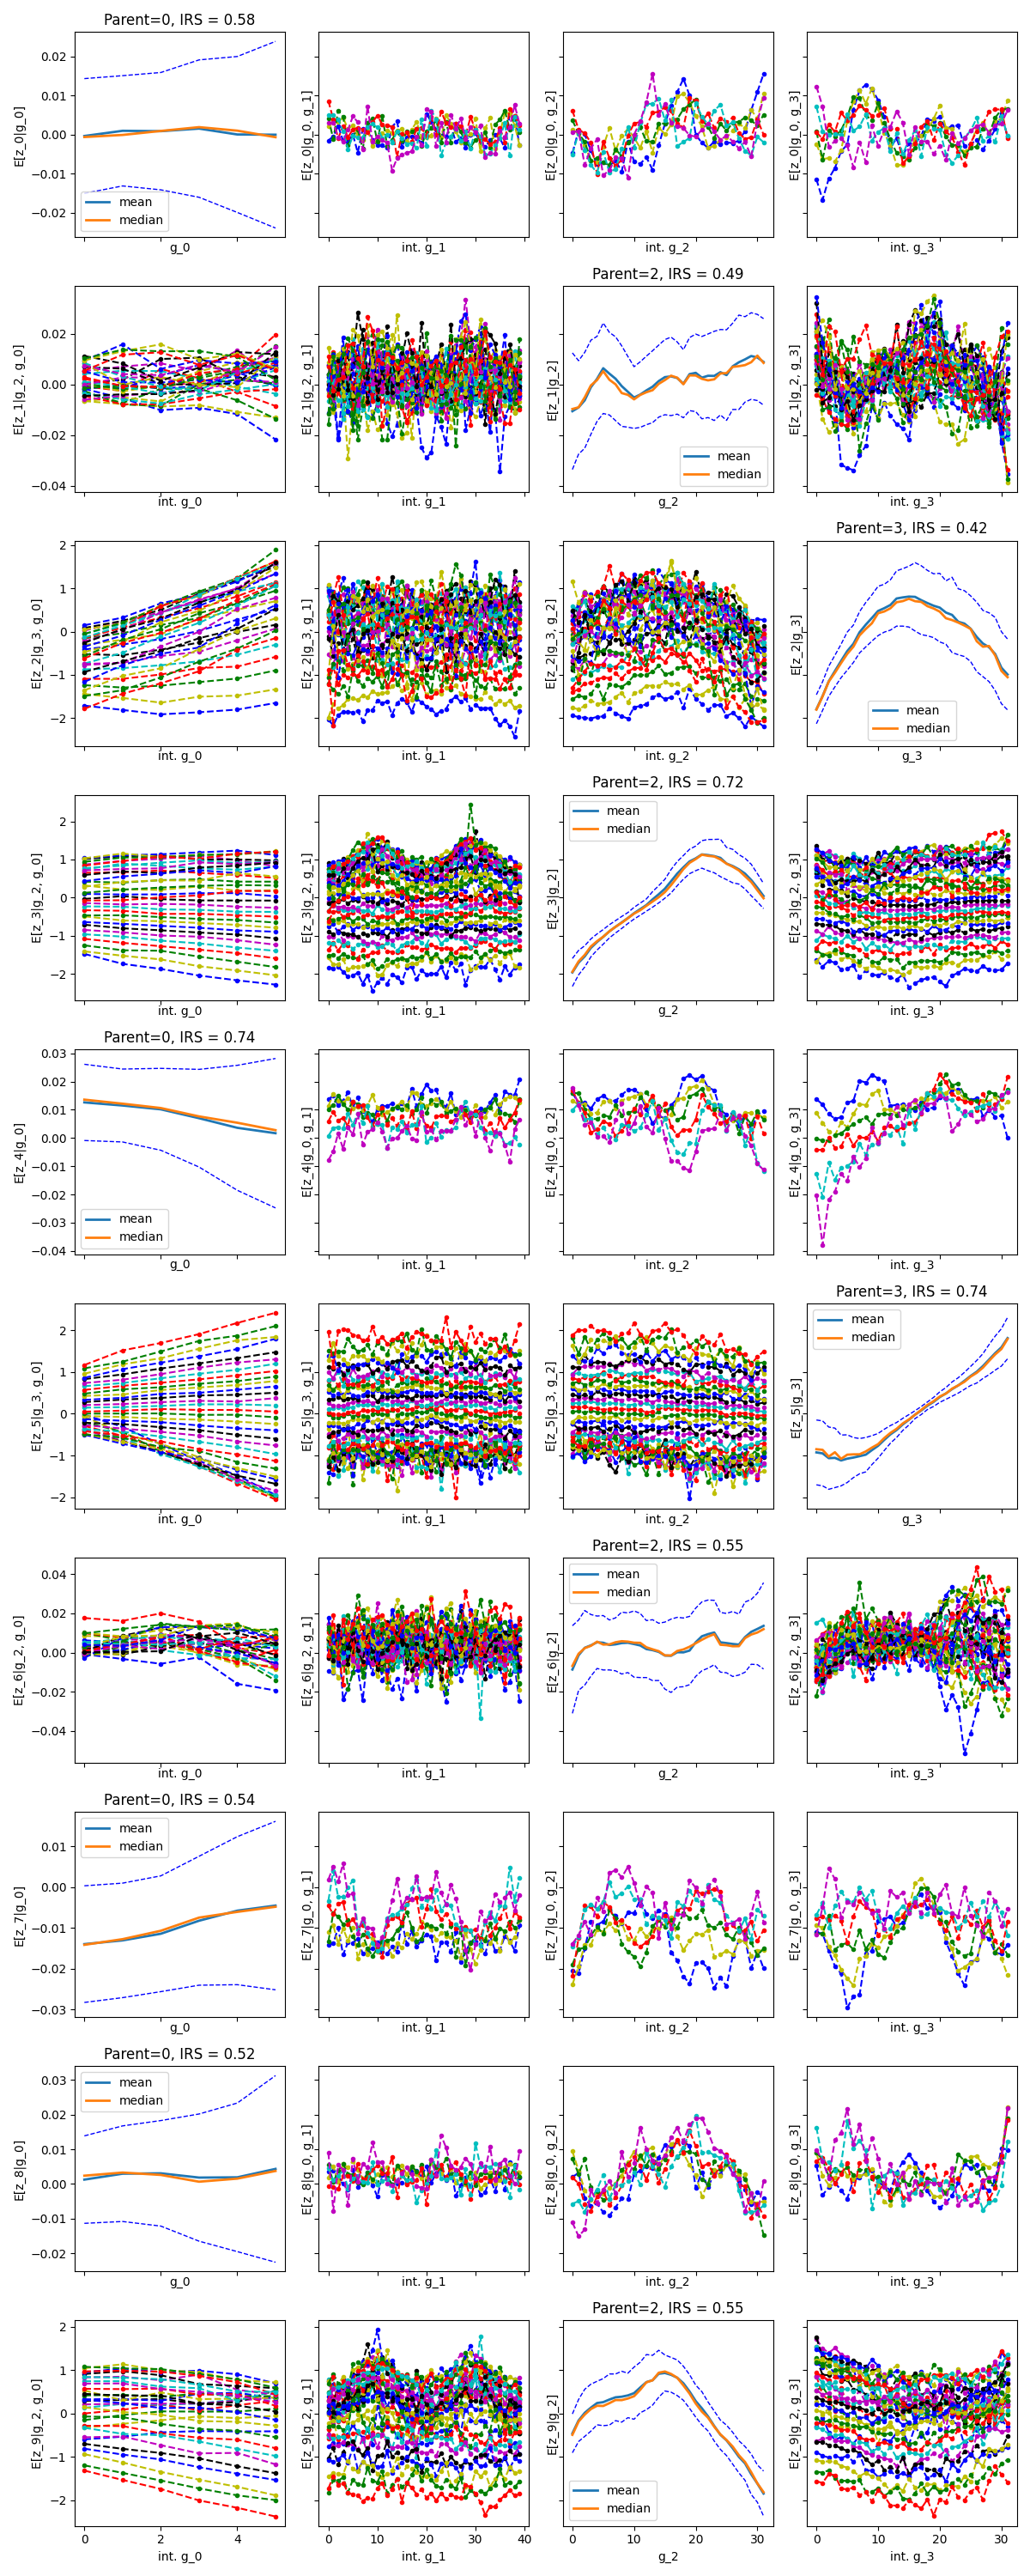 Parent=0, IRS = 0.58
E[z_0|g_0]
0.02
0.01
0.00
−0.01
−0.02
mean
median
g_0
E[z_0|g_0, g_1]
int. g_1
E[z_0|g_0, g_2]
int. g_2
E[z_0|g_0, g_3]
int. g_3
Parent=2, IRS = 0.49
E[z_1|g_2, g_0]
0.02
0.00
−0.02
−0.04
int. g_0
E[z_1|g_2, g_1]
int. g_1
E[z_1|g_2]
mean
median
g_2
E[z_1|g_2, g_3]
int. g_3
Parent=3, IRS = 0.42
E[z_2|g_3, g_0]
2
1
0
−1
−2
int. g_0
E[z_2|g_3, g_1]
int. g_1
E[z_2|g_3, g_2]
int. g_2
E[z_2|g_3]
mean
median
g_3
Parent=2, IRS = 0.72
E[z_3|g_2, g_0]
2
1
0
−1
−2
int. g_0
E[z_3|g_2, g_1]
int. g_1
E[z_3|g_2]
mean
median
g_2
E[z_3|g_2, g_3]
int. g_3
Parent=0, IRS = 0.74
E[z_4|g_0]
0.03
0.02
0.01
0.00
−0.01
−0.02
−0.03
−0.04
mean
median
g_0
E[z_4|g_0, g_1]
int. g_1
E[z_4|g_0, g_2]
int. g_2
E[z_4|g_0, g_3]
int. g_3
Parent=3, IRS = 0.74
E[z_5|g_3, g_0]
2
1
0
−1
−2
int. g_0
E[z_5|g_3, g_1]
int. g_1
E[z_5|g_3, g_2]
int. g_2
E[z_5|g_3]
mean
median
g_3
Parent=2, IRS = 0.55
E[z_6|g_2, g_0]
0.04
0.02
0.00
−0.02
−0.04
int. g_0
E[z_6|g_2, g_1]
int. g_1
E[z_6|g_2]
mean
median
g_2
E[z_6|g_2, g_3]
int. g_3
Parent=0, IRS = 0.54
E[z_7|g_0]
0.01
0.00
−0.01
−0.02
−0.03
mean
median
g_0
E[z_7|g_0, g_1]
int. g_1
E[z_7|g_0, g_2]
int. g_2
E[z_7|g_0, g_3]
int. g_3
Parent=0, IRS = 0.52
E[z_8|g_0]
0.03
0.02
0.01
0.00
−0.01
−0.02
mean
median
g_0
E[z_8|g_0, g_1]
int. g_1
E[z_8|g_0, g_2]
int. g_2
E[z_8|g_0, g_3]
int. g_3
Parent=2, IRS = 0.55
E[z_9|g_2, g_0]
2
1
0
−1
−2
0 2 4
int. g_0
E[z_9|g_2, g_1]
0 10 20 30 40
int. g_1
E[z_9|g_2]
mean
median
0 10 20 30
g_2
E[z_9|g_2, g_3]
0 10 20 30
int. g_3